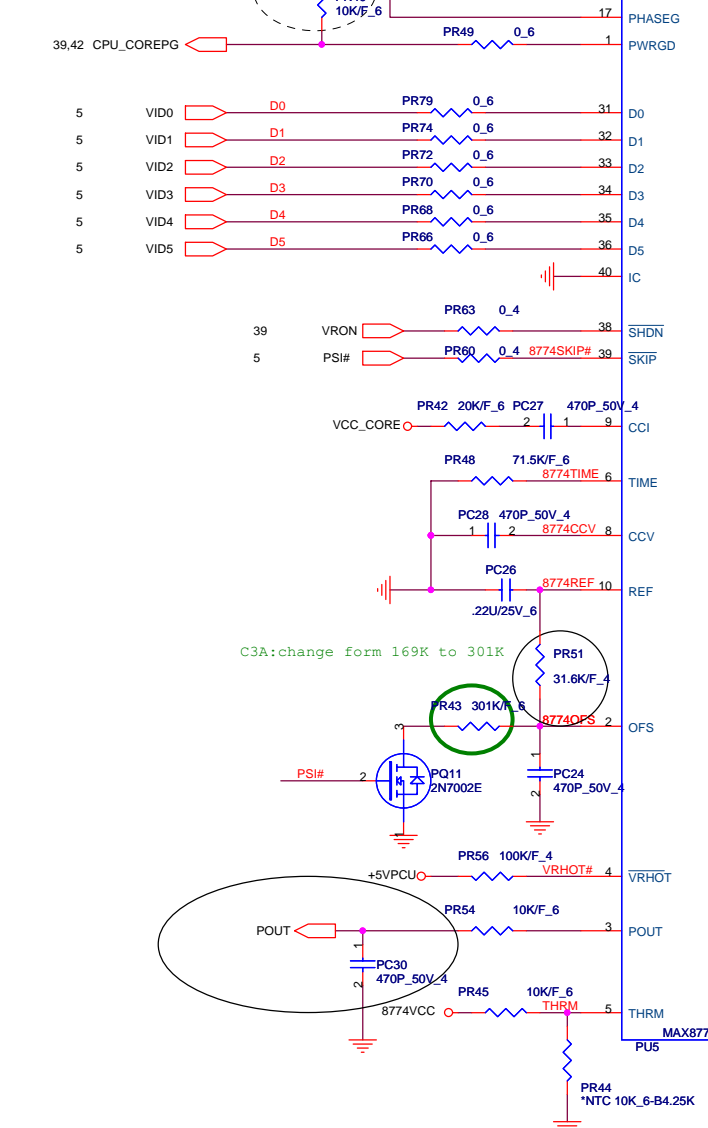 10K/F_6
17 PHASEG
39,42 CPU_COREPG PR49 0_6 1 PWRGD
5 VID0 D0 PR79 0_6 31 D0
5 VID1 D1 PR74 0_6 32 D1
5 VID2 D2 PR72 0_6 33 D2
5 VID3 D3 PR70 0_6 34 D3
5 VID4 D4 PR68 0_6 35 D4
5 VID5 D5 PR66 0_6 36 D5
40 IC
PR63 0_4
39 VRON 38 SHDN
5 PSI# PR60 0_4 8774SKIP# 39 SKIP
PR42 20K/F_6 PC27 470P_50V_4
VCC_CORE 2 1 9 CCI
PR48 71.5K/F_6
8774TIME 6 TIME
PC28 470P_50V_4
1 2 8774CCV 8 CCV
PC26
8774REF 10 REF
.22U/25V_6
C3A:change form 169K to 301K
PR51
31.6K/F_4
PR43 301K/F_6
3 8774OFS 2 OFS
PSI# 2 PQ11
2N7002E
1
1 PC24
2 470P_50V_4
PR56 100K/F_4
+5VPCU VRHOT# 4 VRHOT
PR54 10K/F_6
POUT 3 POUT
1 PC30
2 470P_50V_4
PR45 10K/F_6
8774VCC THRM 5 THRM
MAX877
PU5
PR44
*NTC 10K_6-B4.25K